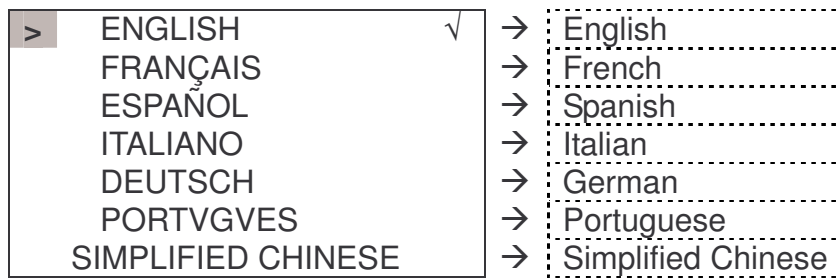 > ENGLISH √ → English
FRANÇAIS → French
ESPAÑOL → Spanish
ITALIANO → Italian
DEUTSCH → German
PORTVGVES → Portuguese
SIMPLIFIED CHINESE → Simplified Chinese